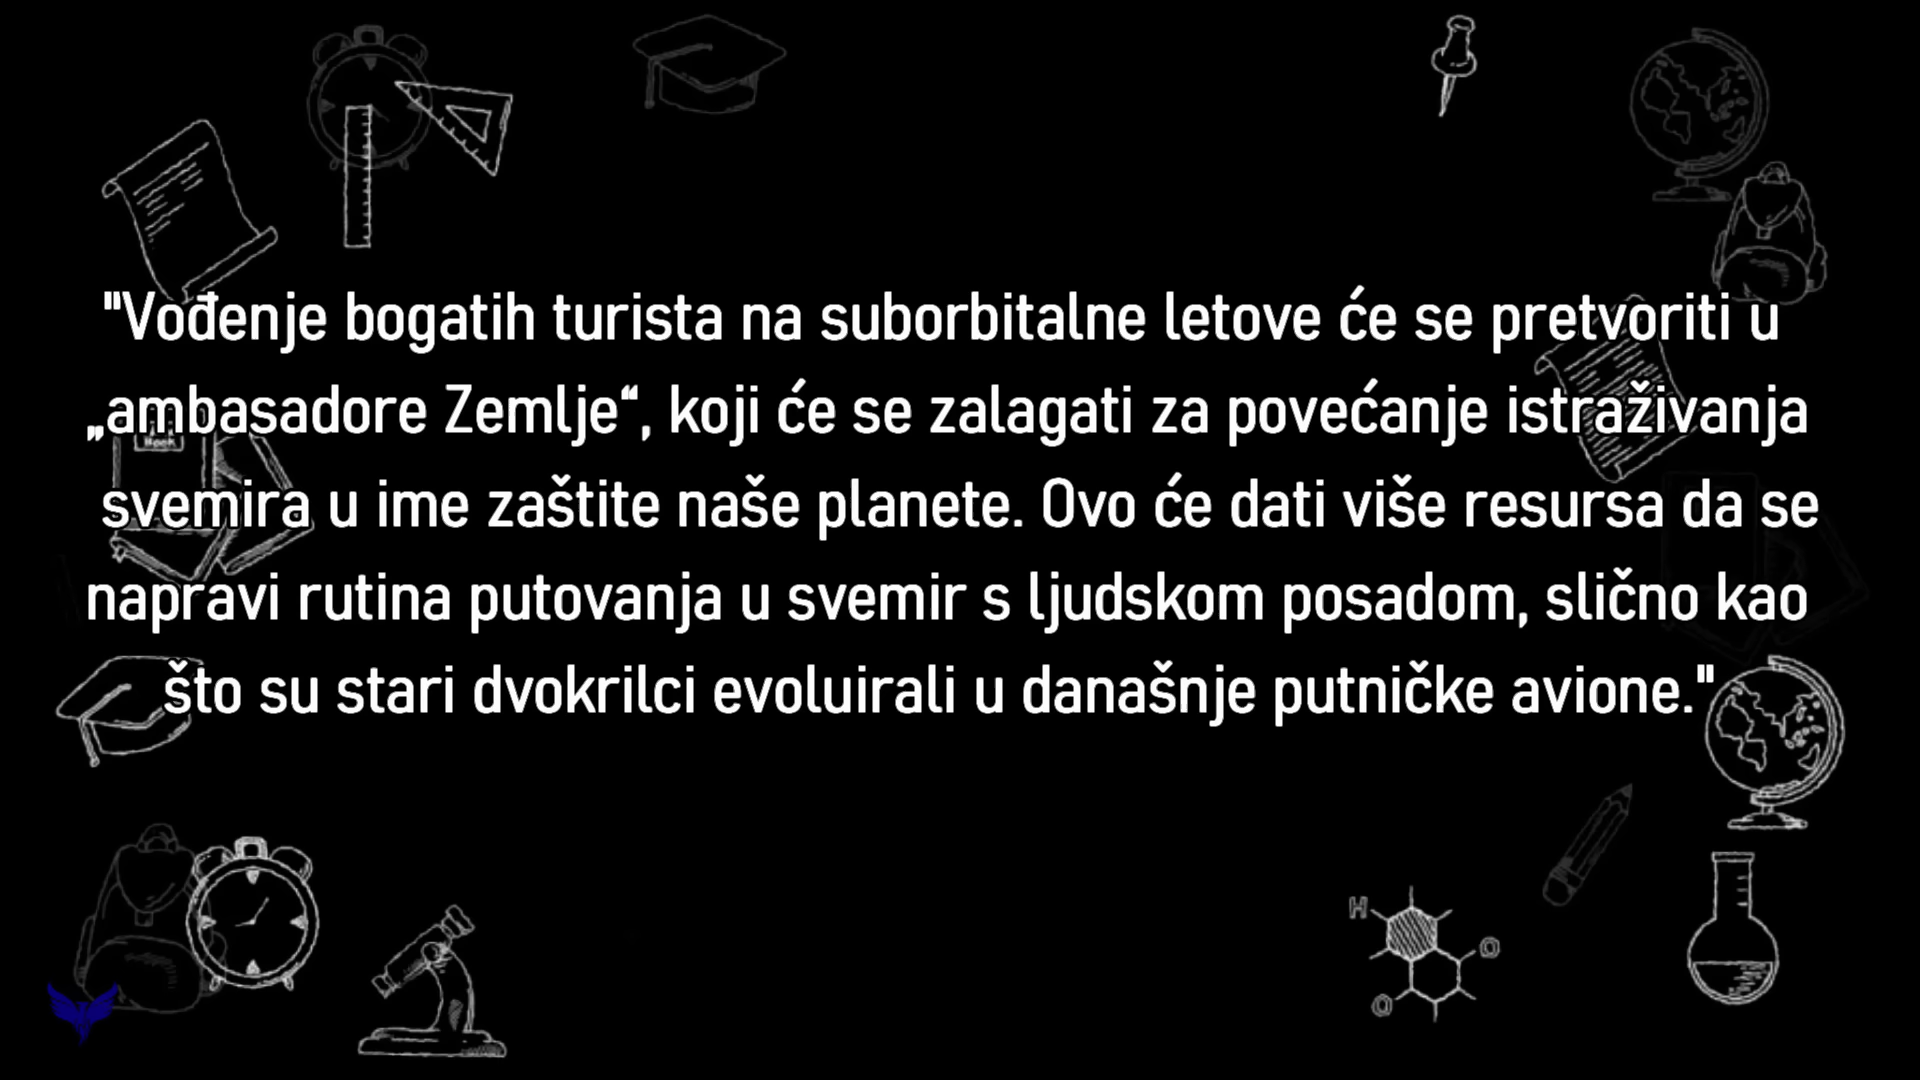 "Vođenje bogatih turista na suborbitalne letove će se pretvoriti u
„ambasadore Zemlje“, koji će se zalagati za povećanje istraživanja
svemira u ime zaštite naše planete. Ovo će dati više resursa da se
napravi rutina putovanja u svemir s ljudskom posadom, slično kao
što su stari dvokrilci evoluirali u današnje putničke avione."
Book
H
O
O